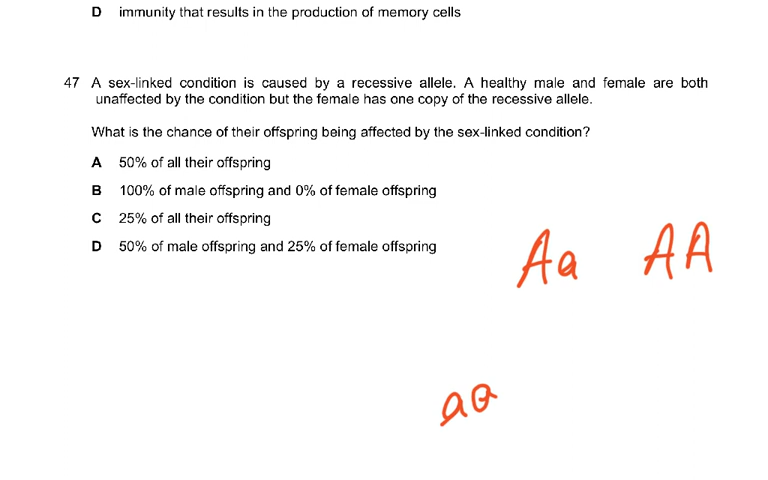 D immunity that results in the production of memory cells
47 A sex-linked condition is caused by a recessive allele. A healthy male and female are both
unaffected by the condition but the female has one copy of the recessive allele.
What is the chance of their offspring being affected by the sex-linked condition?
A 50% of all their offspring
B 100% of male offspring and 0% of female offspring
C 25% of all their offspring
D 50% of male offspring and 25% of female offspring
Aa AA
aa